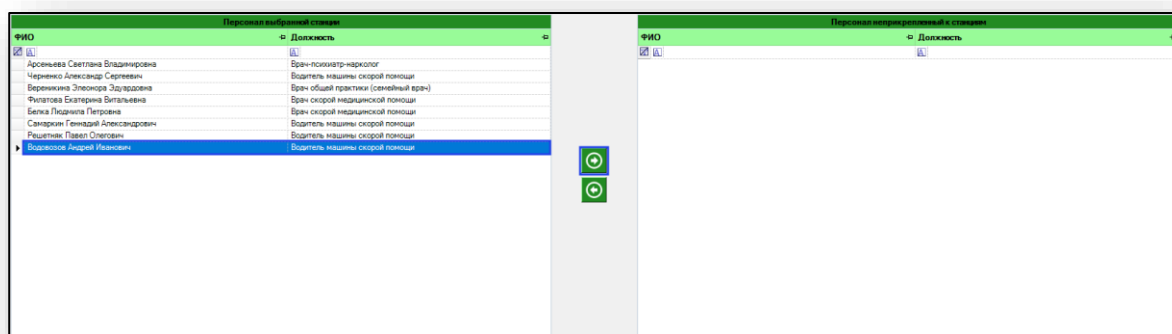 Персонал выбранной станции
ФИО Должность
Арсеньева Светлана Владимировна Врач-психиатр-нарколог
Черненко Александр Сергеевич Водитель машины скорой помощи
Вереникина Элеонора Эдуардовна Врач общей практики (семейный врач)
Филатова Екатерина Витальевна Врач скорой медицинской помощи
Белка Людмила Петровна Врач скорой медицинской помощи
Самаркин Геннадий Александрович Водитель машины скорой помощи
Решетняк Павел Олегович Водитель машины скорой помощи
Водовозов Андрей Иванович Водитель машины скорой помощи
Персонал неприкрепленный к станциям
ФИО Должность